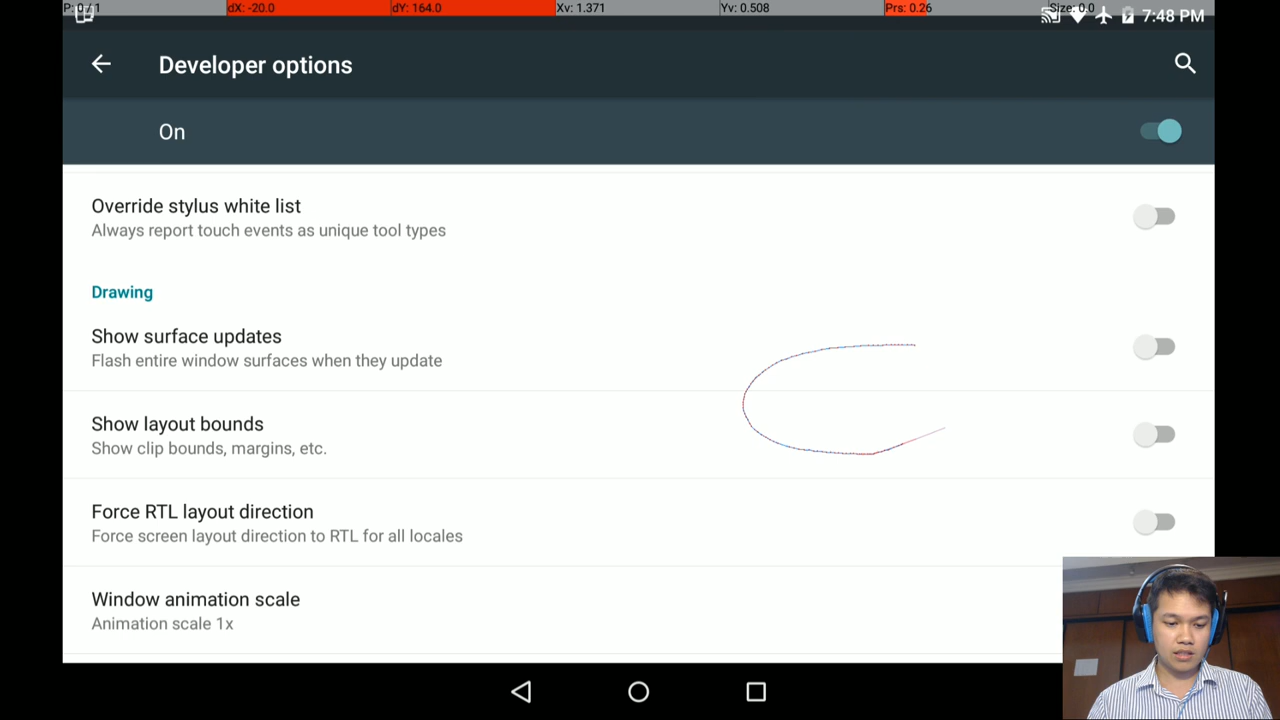 P: 0 / 1 dX: -20.0 dY: 164.0 Xv: 1.371 Yv: 0.508 Prs: 0.26 Size: 0.0
7:48 PM
Developer options
On
Override stylus white list
Always report touch events as unique tool types
Drawing
Show surface updates
Flash entire window surfaces when they update
Show layout bounds
Show clip bounds, margins, etc.
Force RTL layout direction
Force screen layout direction to RTL for all locales
Window animation scale
Animation scale 1x